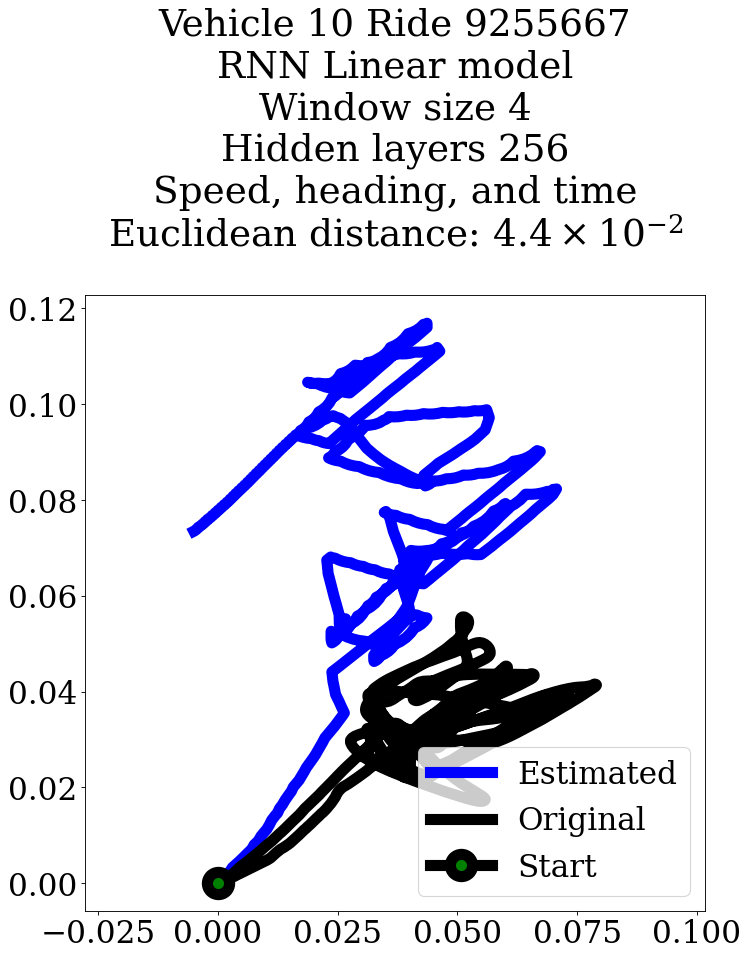 Vehicle 10 Ride 9255667
RNN Linear model
Window size 4
Hidden layers 256
Speed, heading, and time
Euclidean distance: 4.4 × 10⁻²
0.12
0.10
0.08
0.06
0.04
0.02
0.00
Estimated
Original
Start
−0.025 0.000 0.025 0.050 0.075 0.100